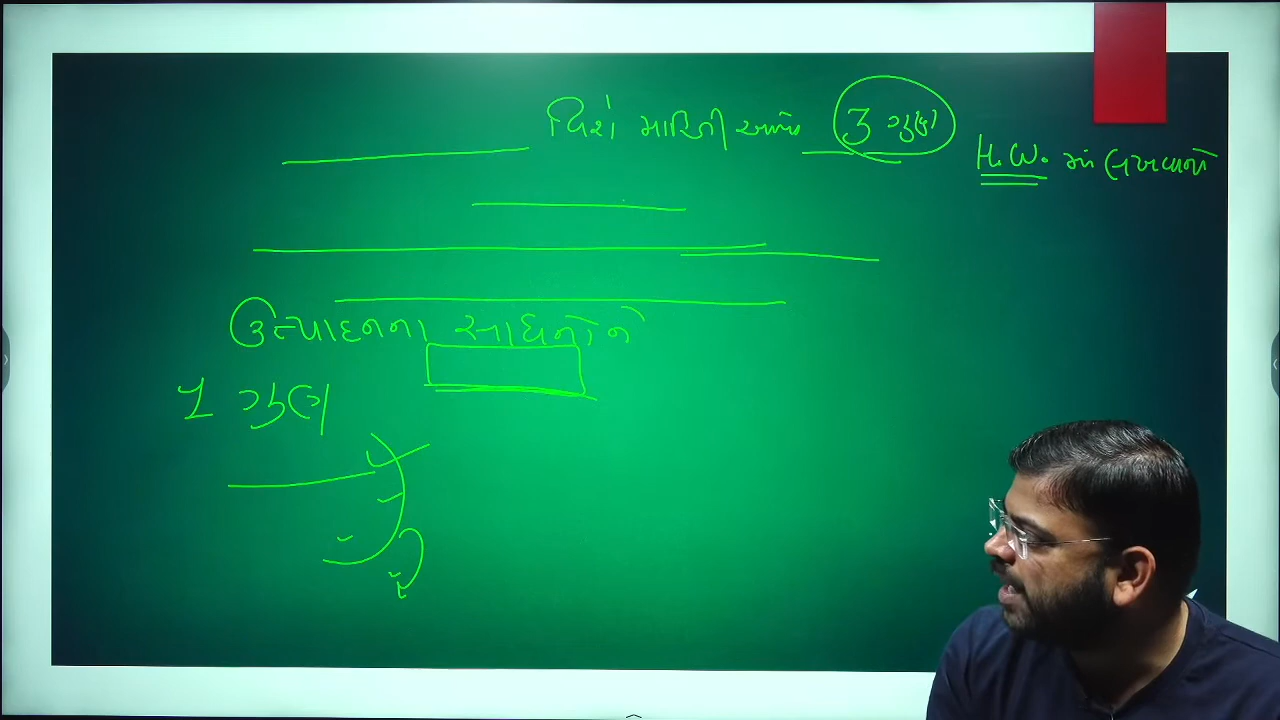 વિશે માહિતી આપો 3 ગુણ
H.W. માં લખવાનો
ઉત્પાદનના સાધનોને
1 ગુણ